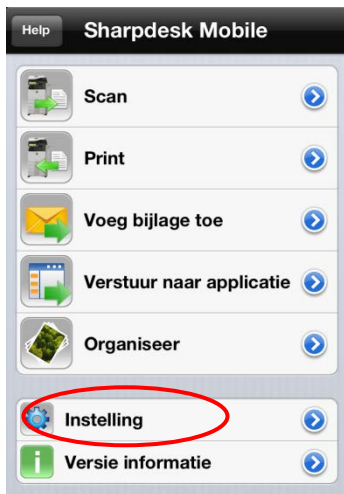 Help
Sharpdesk Mobile
Scan
Print
Voeg bijlage toe
Verstuur naar applicatie
Organiseer
Instelling
Versie informatie